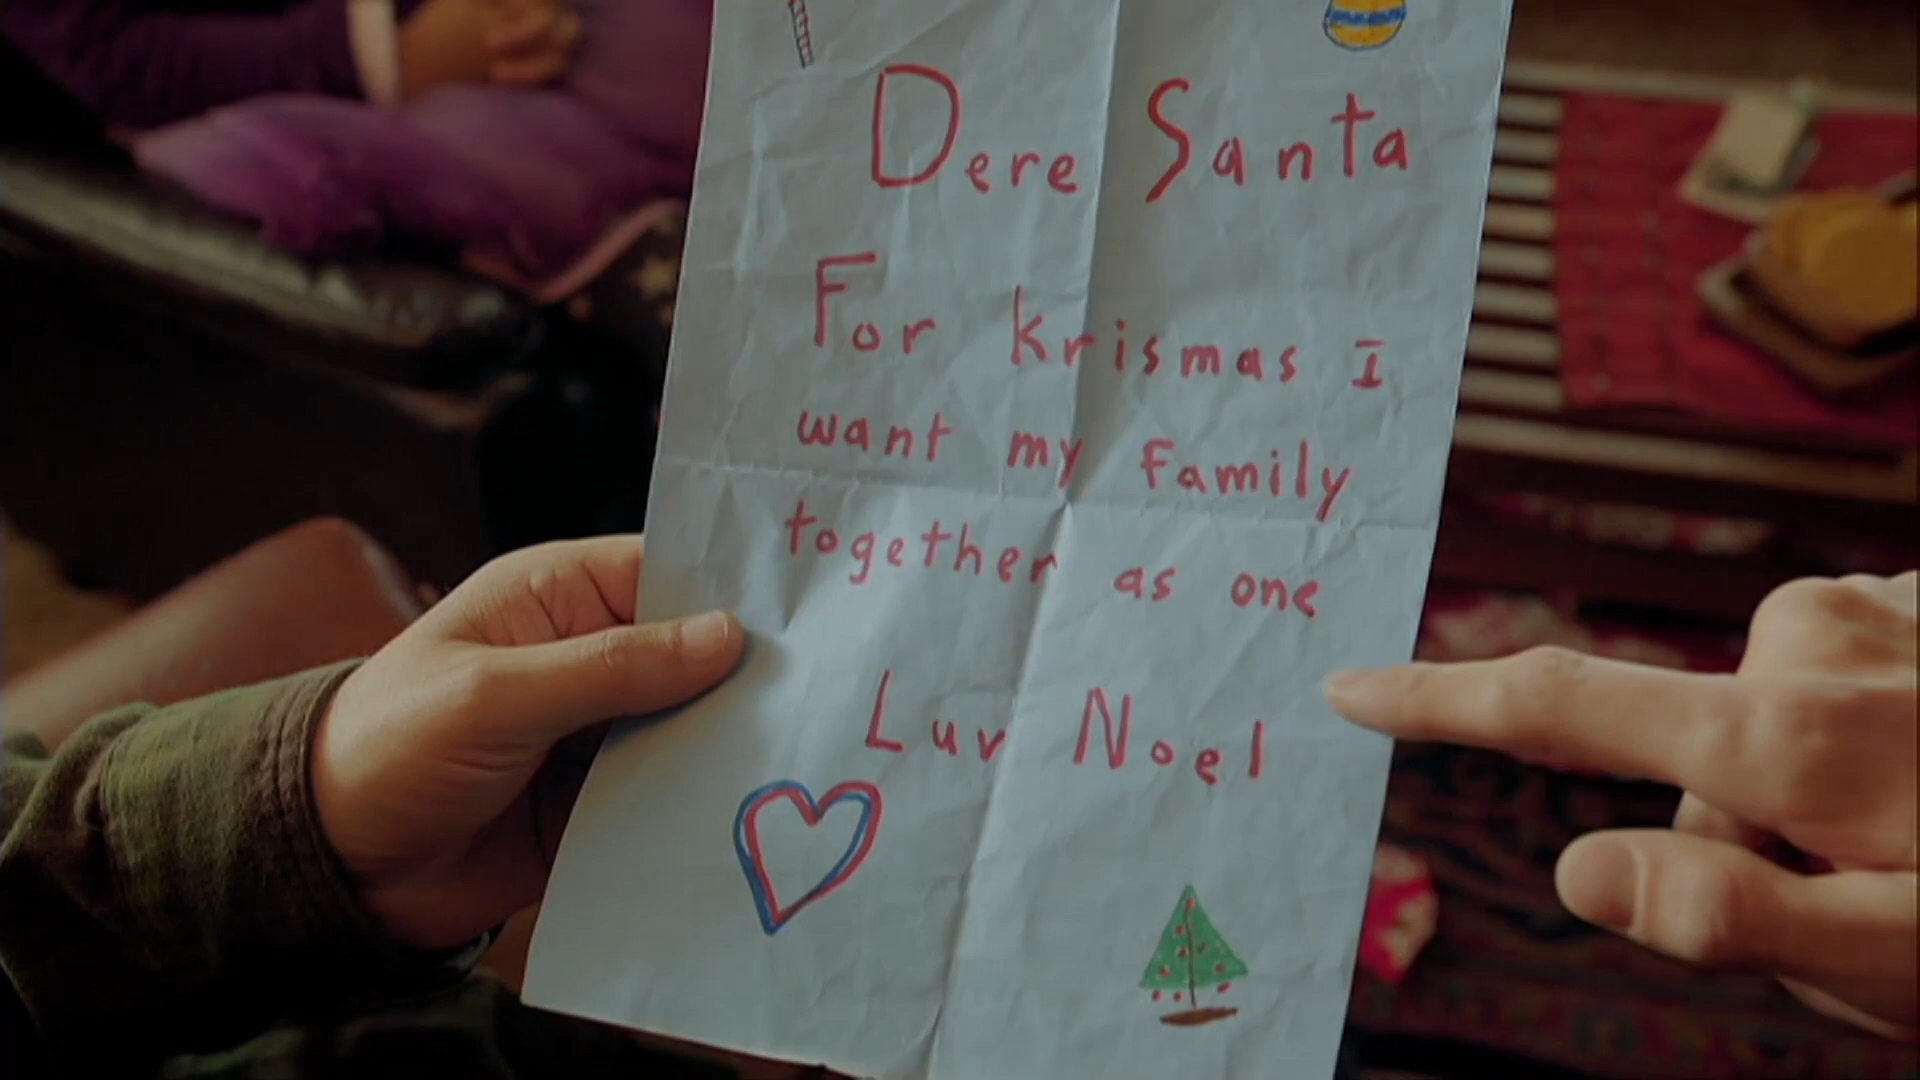 Dere Santa
For krismas I
want my family
together as one
Luv Noel